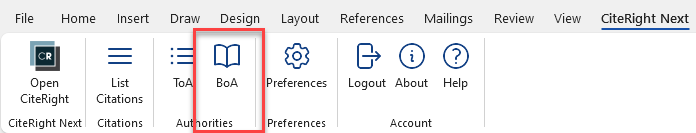 File Home Insert Draw Design Layout References Mailings Review View CiteRight Next
CR
Open CiteRight
List Citations
ToA
BoA
Preferences
Logout
About
Help
CiteRight Next Citations Authorities Preferences Account